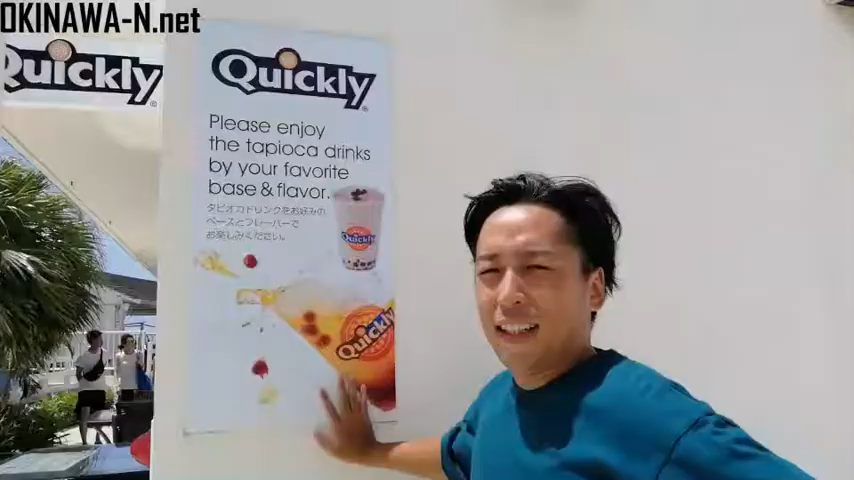 OKINAWA-N.net
Quickly
Quickly
Please enjoy
the tapioca drinks
by your favorite
base & flavor.
タピオカドリンクをお好みの
ベースとフレーバーで
お楽しみください。
Quickly
Quickly